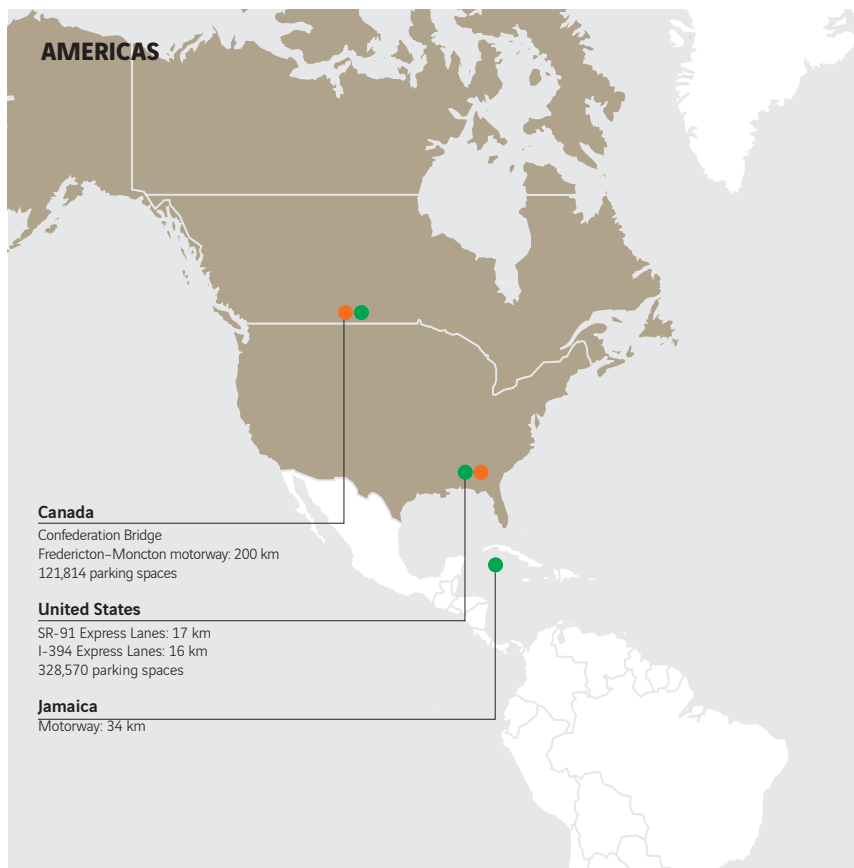 AMERICAS
Canada
Confederation Bridge
Fredericton–Moncton motorway: 200 km
121,814 parking spaces
United States
SR-91 Express Lanes: 17 km
I-394 Express Lanes: 16 km
328,570 parking spaces
Jamaica
Motorway: 34 km